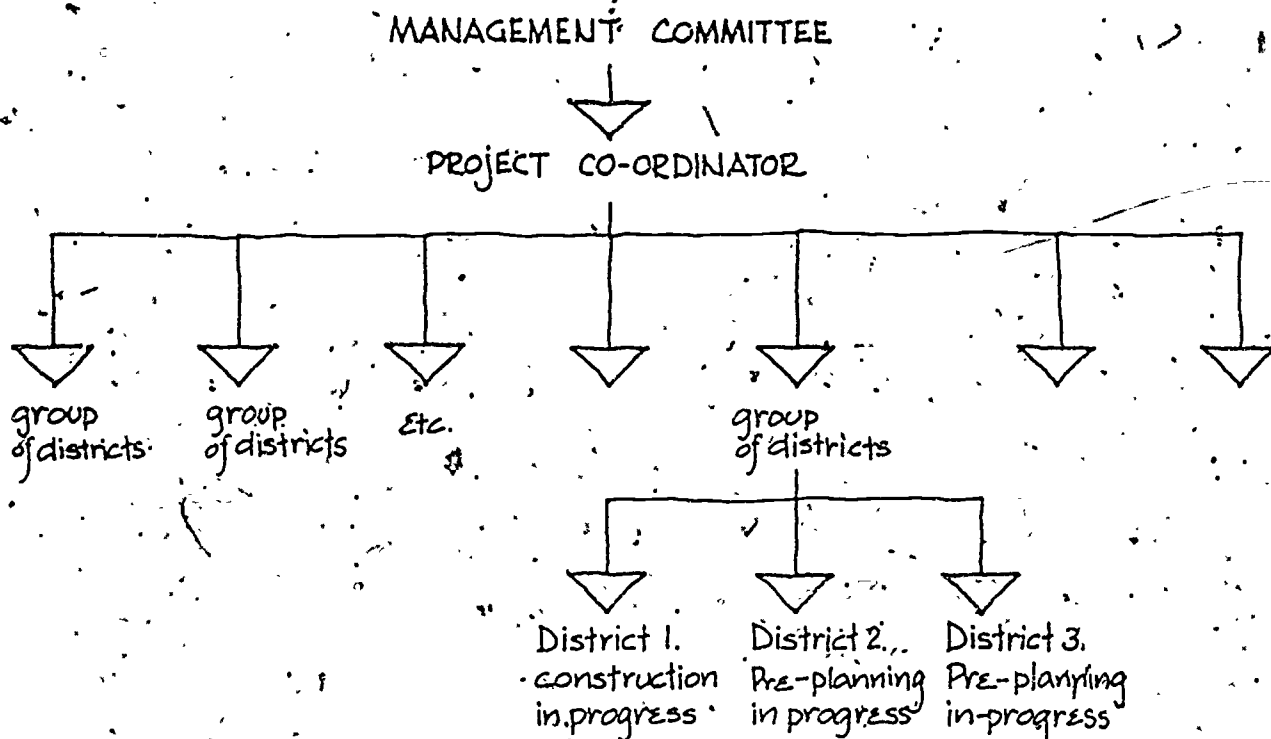 MANAGEMENT COMMITTEE
PROJECT CO-ORDINATOR
group
of districts
group
of districts
Etc.
group
of districts
District 1.
construction
in progress
District 2.
Pre-planning
in progress
District 3.
Pre-planning
in-progress